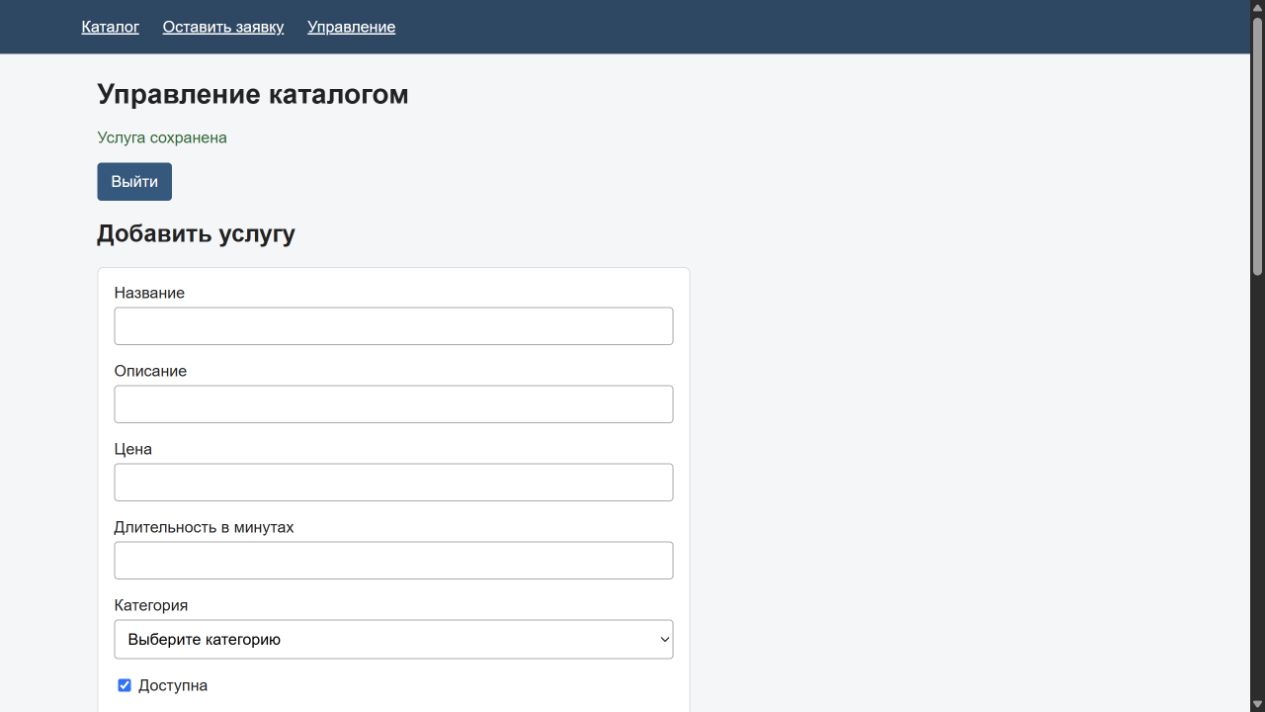 Каталог Оставить заявку Управление
Управление каталогом
Услуга сохранена
Выйти
Добавить услугу
Название
Описание
Цена
Длительность в минутах
Категория
Выберите категорию
Доступна